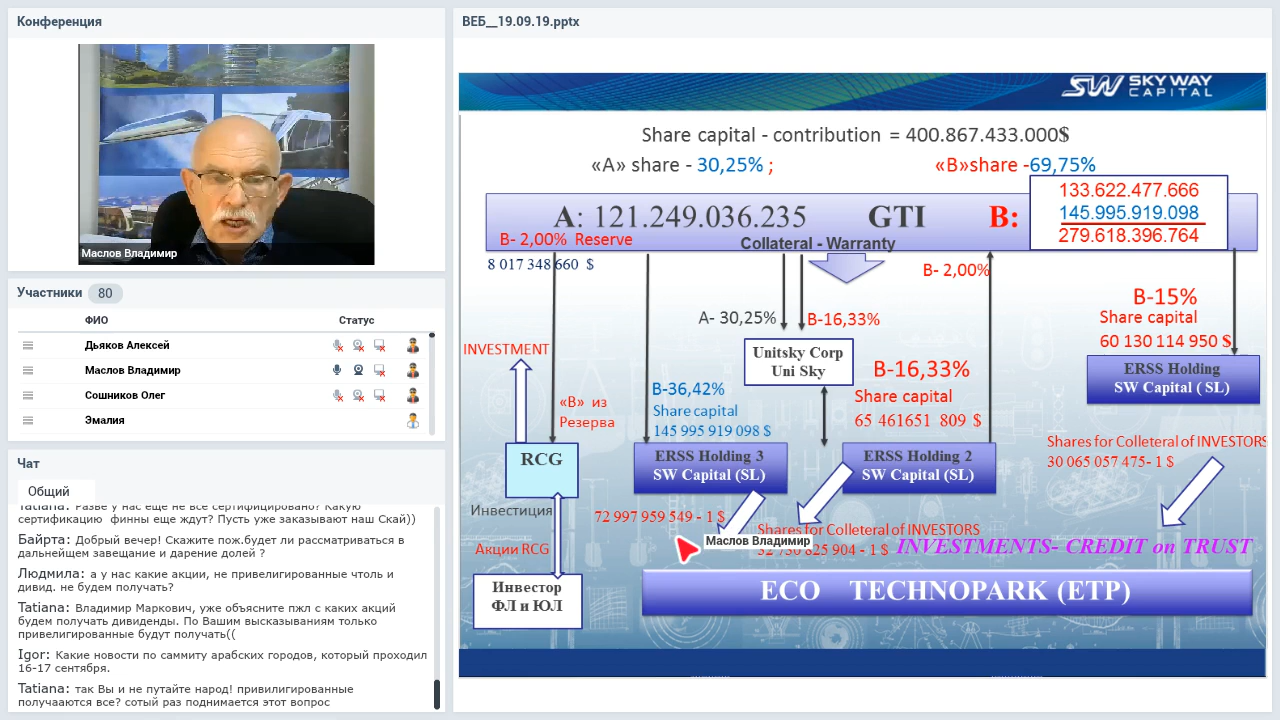 Конференция
Маслов Владимир
Участники 80
ФИО Статус
Дьяков Алексей
Маслов Владимир
Сошников Олег
Эмалия
Чат
Общий
Tatiana: Разве у нас еще не все сертифицировано? Какую
сертификацию финны еще ждут? Пусть уже заказывают наш Скай))
Байрта: Добрый вечер! Скажите пож.будет ли рассматриваться в
дальнейшем завещание и дарение долей ?
Людмила: а у нас какие акции, не привелигированные чтоль и
дивид. не будем получать?
Tatiana: Владимир Маркович, уже объясните пжл с каких акций
будем получать дивиденды. По Вашим высказываниям только
привелигированные будут получать((
Igor: Какие новости по саммиту арабских городов, который проходил
16-17 сентября.
Tatiana: так Вы и не путайте народ! привилигированные
получааются все? сотый раз поднимается этот вопрос
ВЕБ__19.09.19.pptx
SW SKY WAY
CAPITAL
Share capital - contribution = 400.867.433.000$
«A» share - 30,25% ;
«B»share -69,75%
A: 121.249.036.235 GTI B:
133.622.477.666
145.995.919.098
279.618.396.764
B- 2,00% Reserve
Collateral - Warranty
8 017 348 660 $
B- 2,00%
B-15%
Share capital
60 130 114 950 $
A- 30,25%
B-16,33%
INVESTMENT
Unitsky Corp
Uni Sky
B-16,33%
Share capital
65 461651 809 $
ERSS Holding
SW Capital ( SL)
B-36,42%
Share capital
145 995 919 098 $
«B» из
Резерва
RCG
ERSS Holding 3
SW Capital (SL)
ERSS Holding 2
SW Capital (SL)
Shares for Colleteral of INVESTORS
30 065 057 475- 1 $
Инвестиция
72 997 959 549 - 1 $
Shares for Colleteral of INVESTORS
Маслов Владимир
32 730 825 904 - 1 $
INVESTMENTS- CREDIT on TRUST
Акции RCG
Инвестор
ФЛ и ЮЛ
ECO TECHNOPARK (ETP)